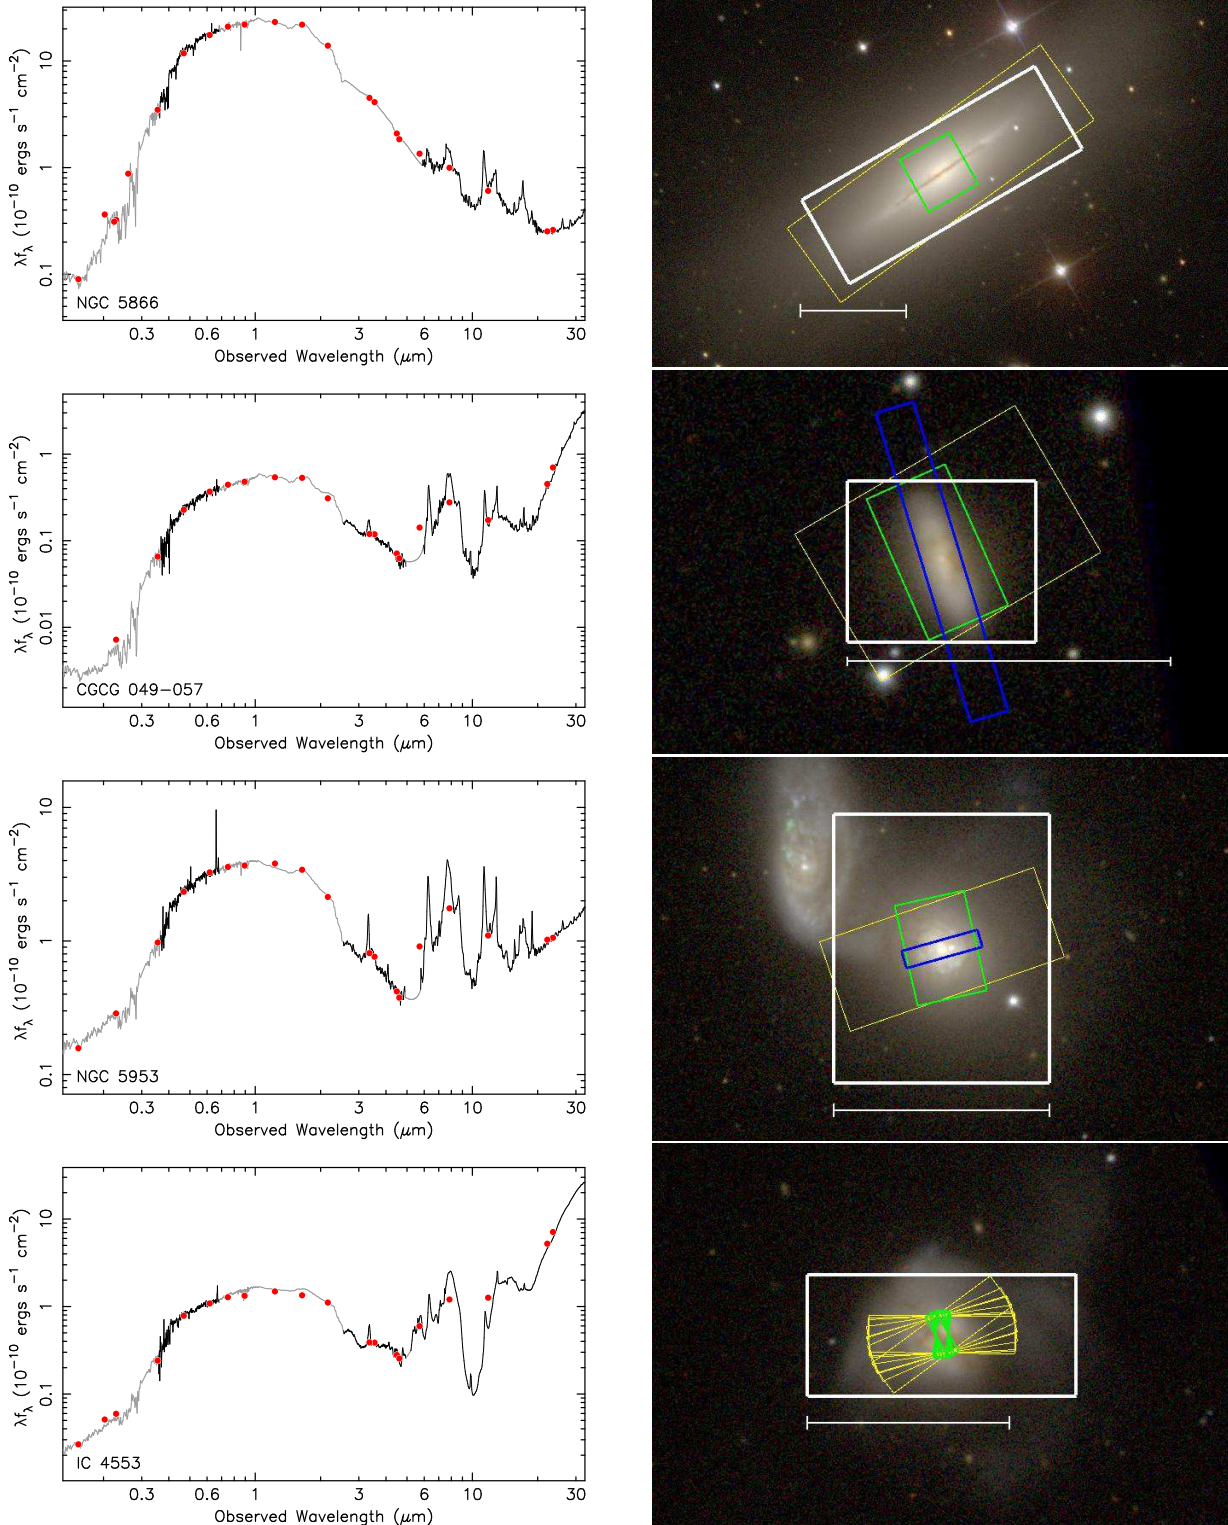 10
1
0.1
λfλ (10−10 ergs s−1 cm−2)
NGC 5866
0.3 0.6 1 3 6 10 30
Observed Wavelength (μm)
1
0.1
0.01
λfλ (10−10 ergs s−1 cm−2)
CGCG 049−057
0.3 0.6 1 3 6 10 30
Observed Wavelength (μm)
10
1
0.1
λfλ (10−10 ergs s−1 cm−2)
NGC 5953
0.3 0.6 1 3 6 10 30
Observed Wavelength (μm)
10
1
0.1
λfλ (10−10 ergs s−1 cm−2)
IC 4553
0.3 0.6 1 3 6 10 30
Observed Wavelength (μm)